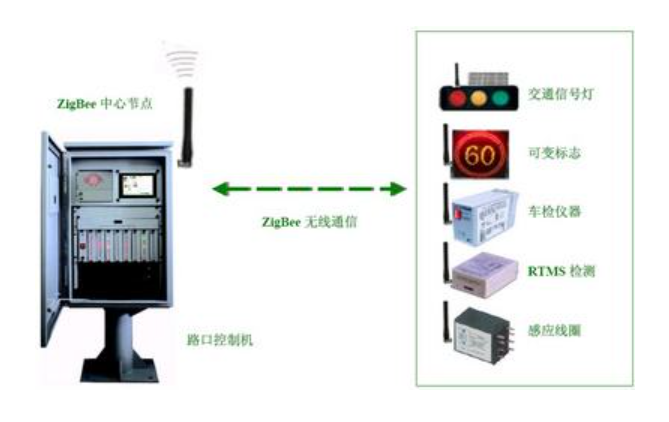 ZigBee 中心节点
交通信号灯
60
可变标志
车检仪器
ZigBee 无线通信
RTMS 检测
感应线圈
路口控制机